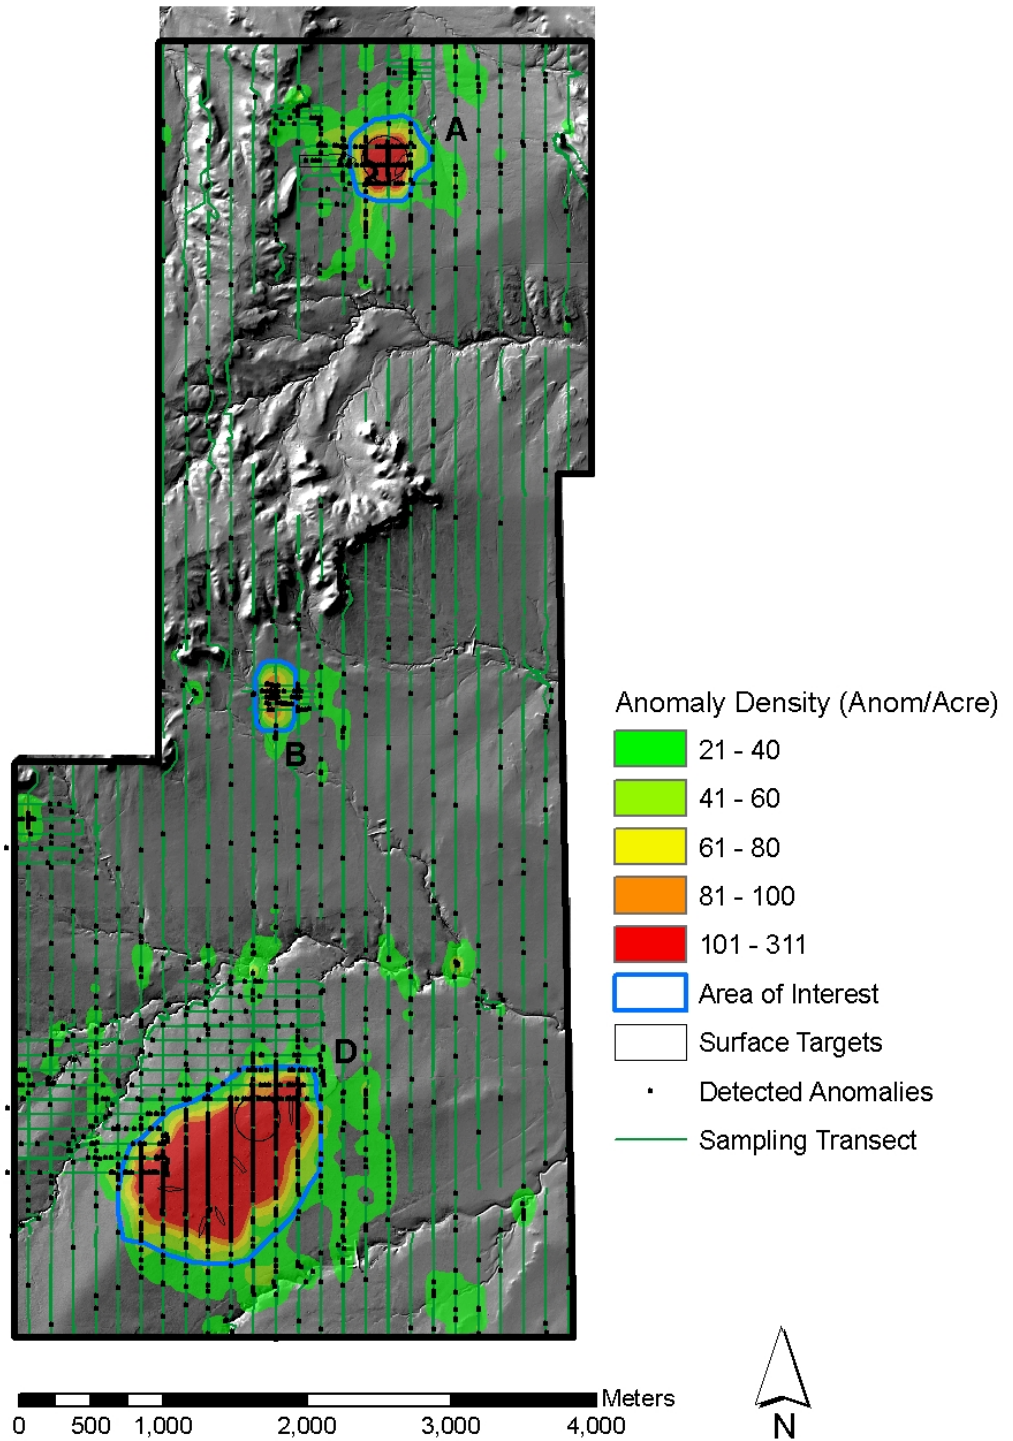 A
B
D
Anomaly Density (Anom/Acre)
21 - 40
41 - 60
61 - 80
81 - 100
101 - 311
Area of Interest
Surface Targets
Detected Anomalies
Sampling Transect
Meters
0 500 1,000 2,000 3,000 4,000
N